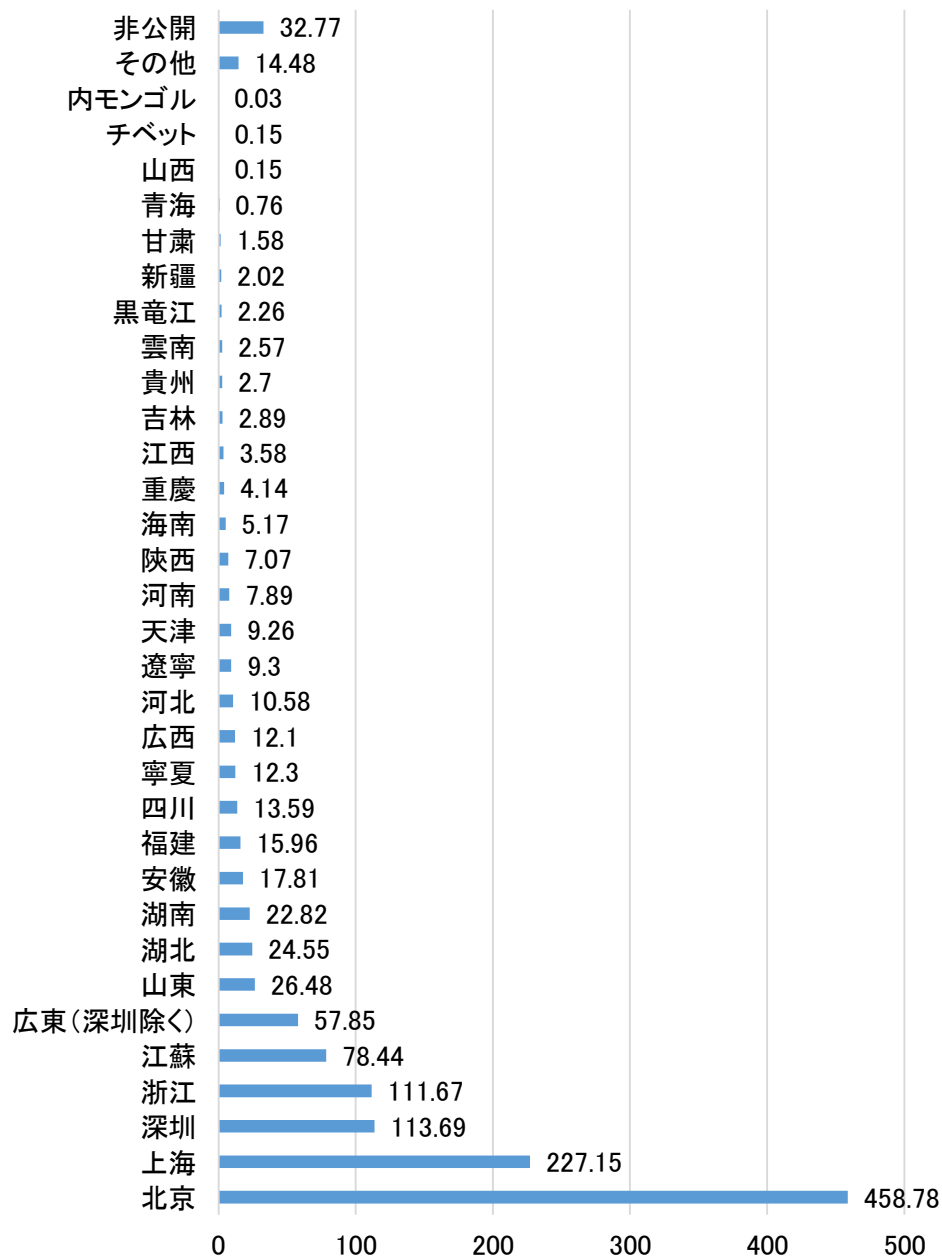 非公開 32.77
その他 14.48
内モンゴル 0.03
チベット 0.15
山西 0.15
青海 0.76
甘粛 1.58
新疆 2.02
黒竜江 2.26
雲南 2.57
貴州 2.7
吉林 2.89
江西 3.58
重慶 4.14
海南 5.17
陝西 7.07
河南 7.89
天津 9.26
遼寧 9.3
河北 10.58
広西 12.1
寧夏 12.3
四川 13.59
福建 15.96
安徽 17.81
湖南 22.82
湖北 24.55
山東 26.48
広東（深圳除く） 57.85
江蘇 78.44
浙江 111.67
深圳 113.69
上海 227.15
北京 458.78
0 100 200 300 400 500